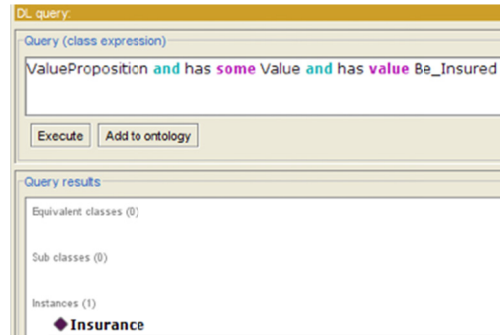 DL query:
Query (class expression)
ValueProposition and has some Value and has value Be_Insured
Execute
Add to ontology
Query results
Equivalent classes (0)
Sub classes (0)
Instances (1)
Insurance